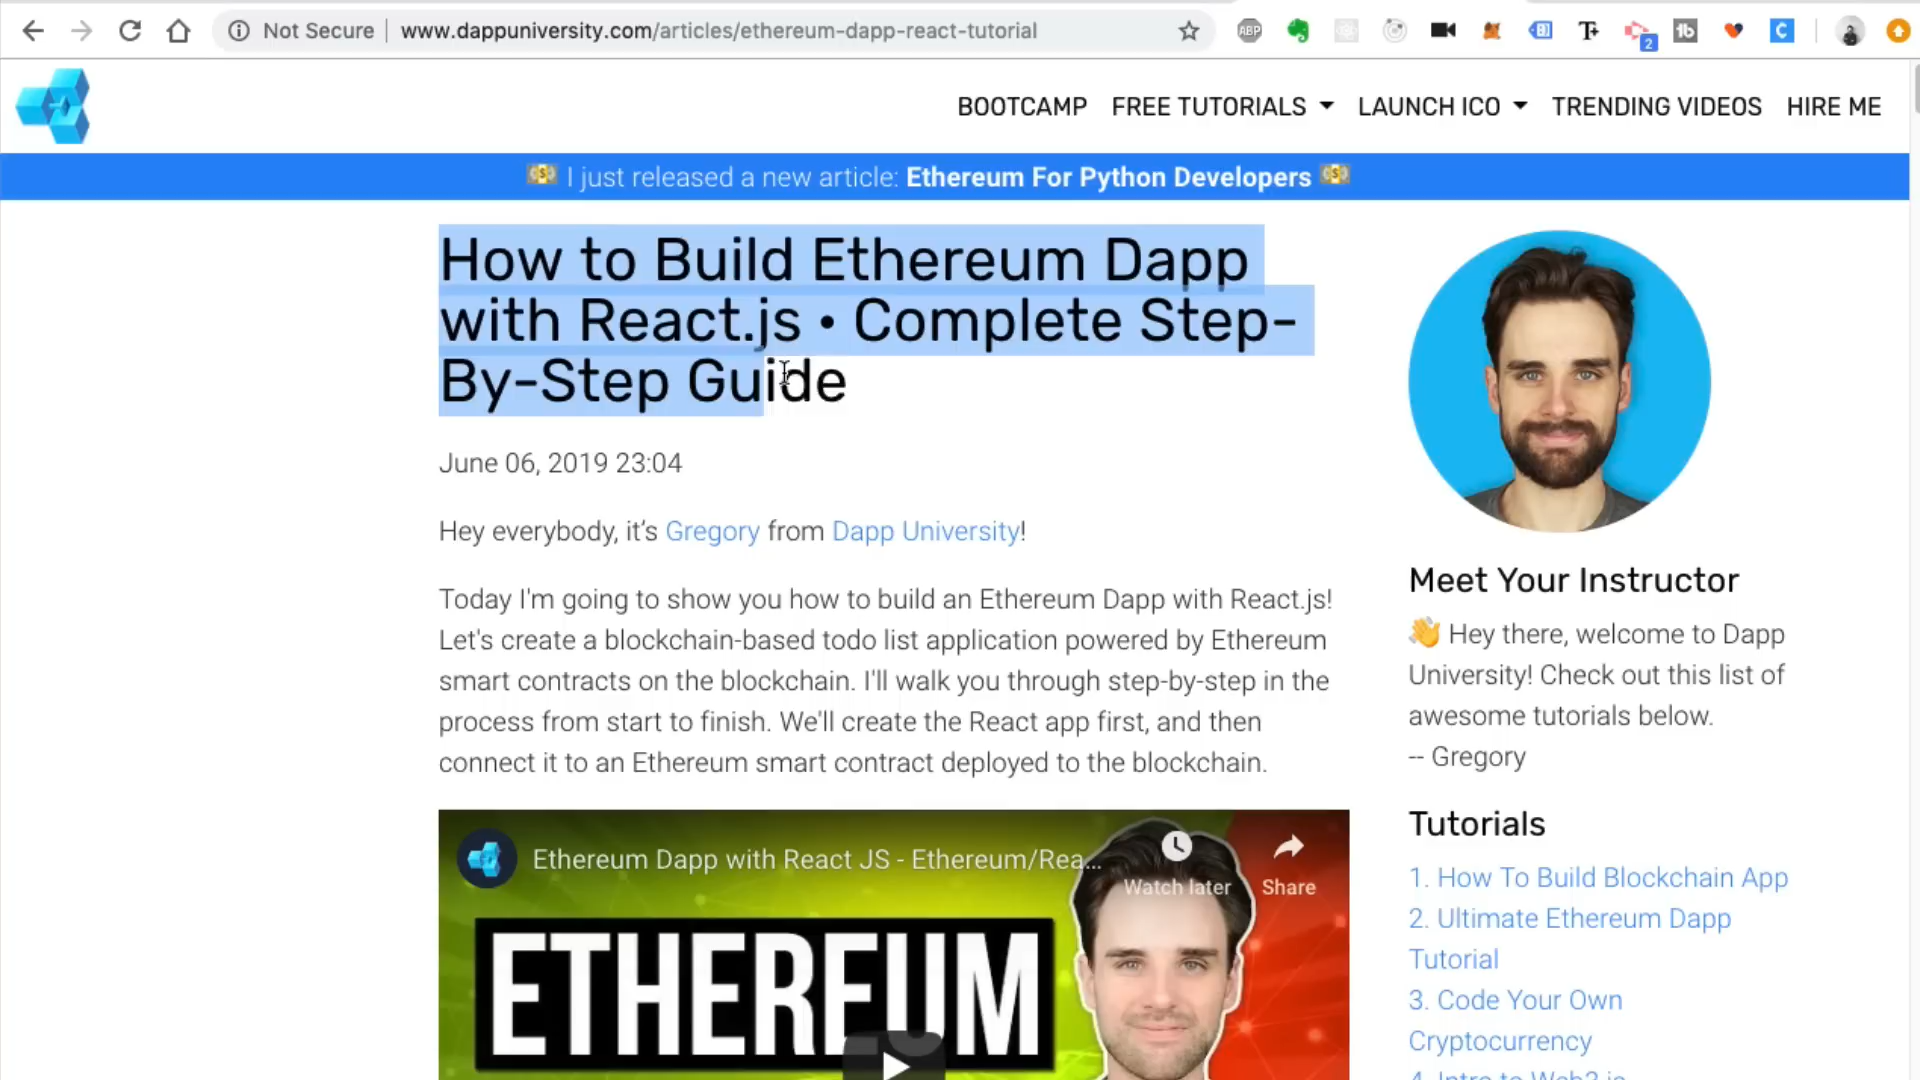 Not Secure
www.dappuniversity.com/articles/ethereum-dapp-react-tutorial
ABP
T
2
tb
C
BOOTCAMP
FREE TUTORIALS
LAUNCH ICO
TRENDING VIDEOS
HIRE ME
I just released a new article: Ethereum For Python Developers
How to Build Ethereum Dapp
with React.js • Complete Step-
By-Step Guide
June 06, 2019 23:04
Hey everybody, it's Gregory from Dapp University!
Today I'm going to show you how to build an Ethereum Dapp with React.js!
Let's create a blockchain-based todo list application powered by Ethereum
smart contracts on the blockchain. I'll walk you through step-by-step in the
process from start to finish. We'll create the React app first, and then
connect it to an Ethereum smart contract deployed to the blockchain.
Ethereum Dapp with React JS - Ethereum/Rea...
Watch later
Share
ETHEREUM
Meet Your Instructor
👋 Hey there, welcome to Dapp
University! Check out this list of
awesome tutorials below.
-- Gregory
Tutorials
1. How To Build Blockchain App
2. Ultimate Ethereum Dapp
Tutorial
3. Code Your Own
Cryptocurrency
4. Intro to Web3.js